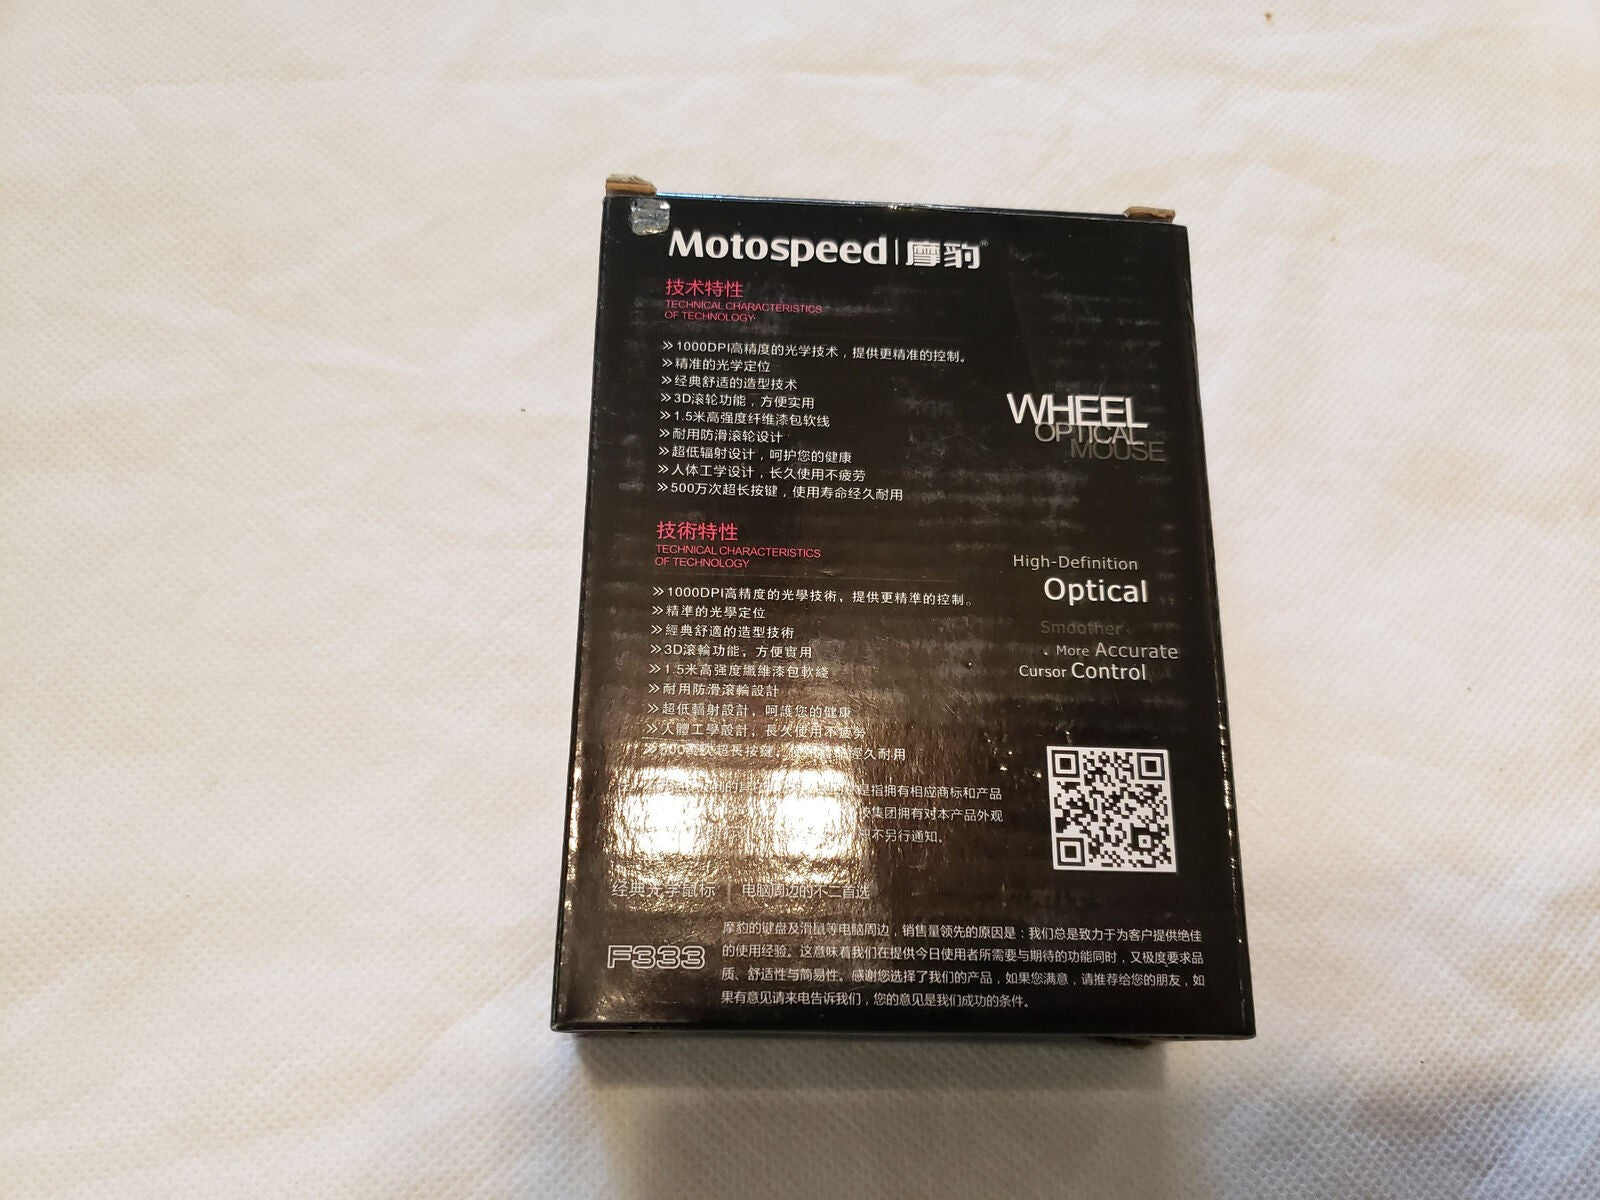 Motospeed|摩豹®
技术特性
TECHNICAL CHARACTERISTICS
OF TECHNOLOGY
»1000DPI高精度的光学技术，提供更精准的控制。
»精准的光学定位
»经典舒适的造型技术
»3D滚轮功能，方便实用
»1.5米高强度纤维漆包软线
»耐用防滑滚轮设计
»超低辐射设计，呵护您的健康
»人体工学设计，长久使用不疲劳
»500万次超长按键，使用寿命经久耐用
WHEEL
OPTICAL
MOUSE
技術特性
TECHNICAL CHARACTERISTICS
OF TECHNOLOGY
»1000DPI高精度的光學技術，提供更精準的控制。
»精準的光學定位
»經典舒適的造型技術
»3D滾輪功能，方便實用
»1.5米高强度纖維漆包軟綫
»耐用防滑滾輪設計
»超低輻射設計，呵護您的健康
»人體工學設計，長久使用不疲勞
經久耐用
High-Definition
Optical
Smoother
More Accurate
Cursor Control
是指拥有相应商标和产品
集团拥有对本产品外观
不另行通知。
经典光学鼠标｜电脑周边的不二首选
F333
摩豹的键盘及滑鼠等电脑周边，销售量领先的原因是：我们总是致力于为客户提供绝佳
的使用经验。这意味着我们在提供今日使用者所需要与期待的功能同时，又极度要求品
质、舒适性与简易性。感谢您选择了我们的产品，如果您满意，请推荐给您的朋友，如
果有意见请来电告诉我们，您的意见是我们成功的条件。